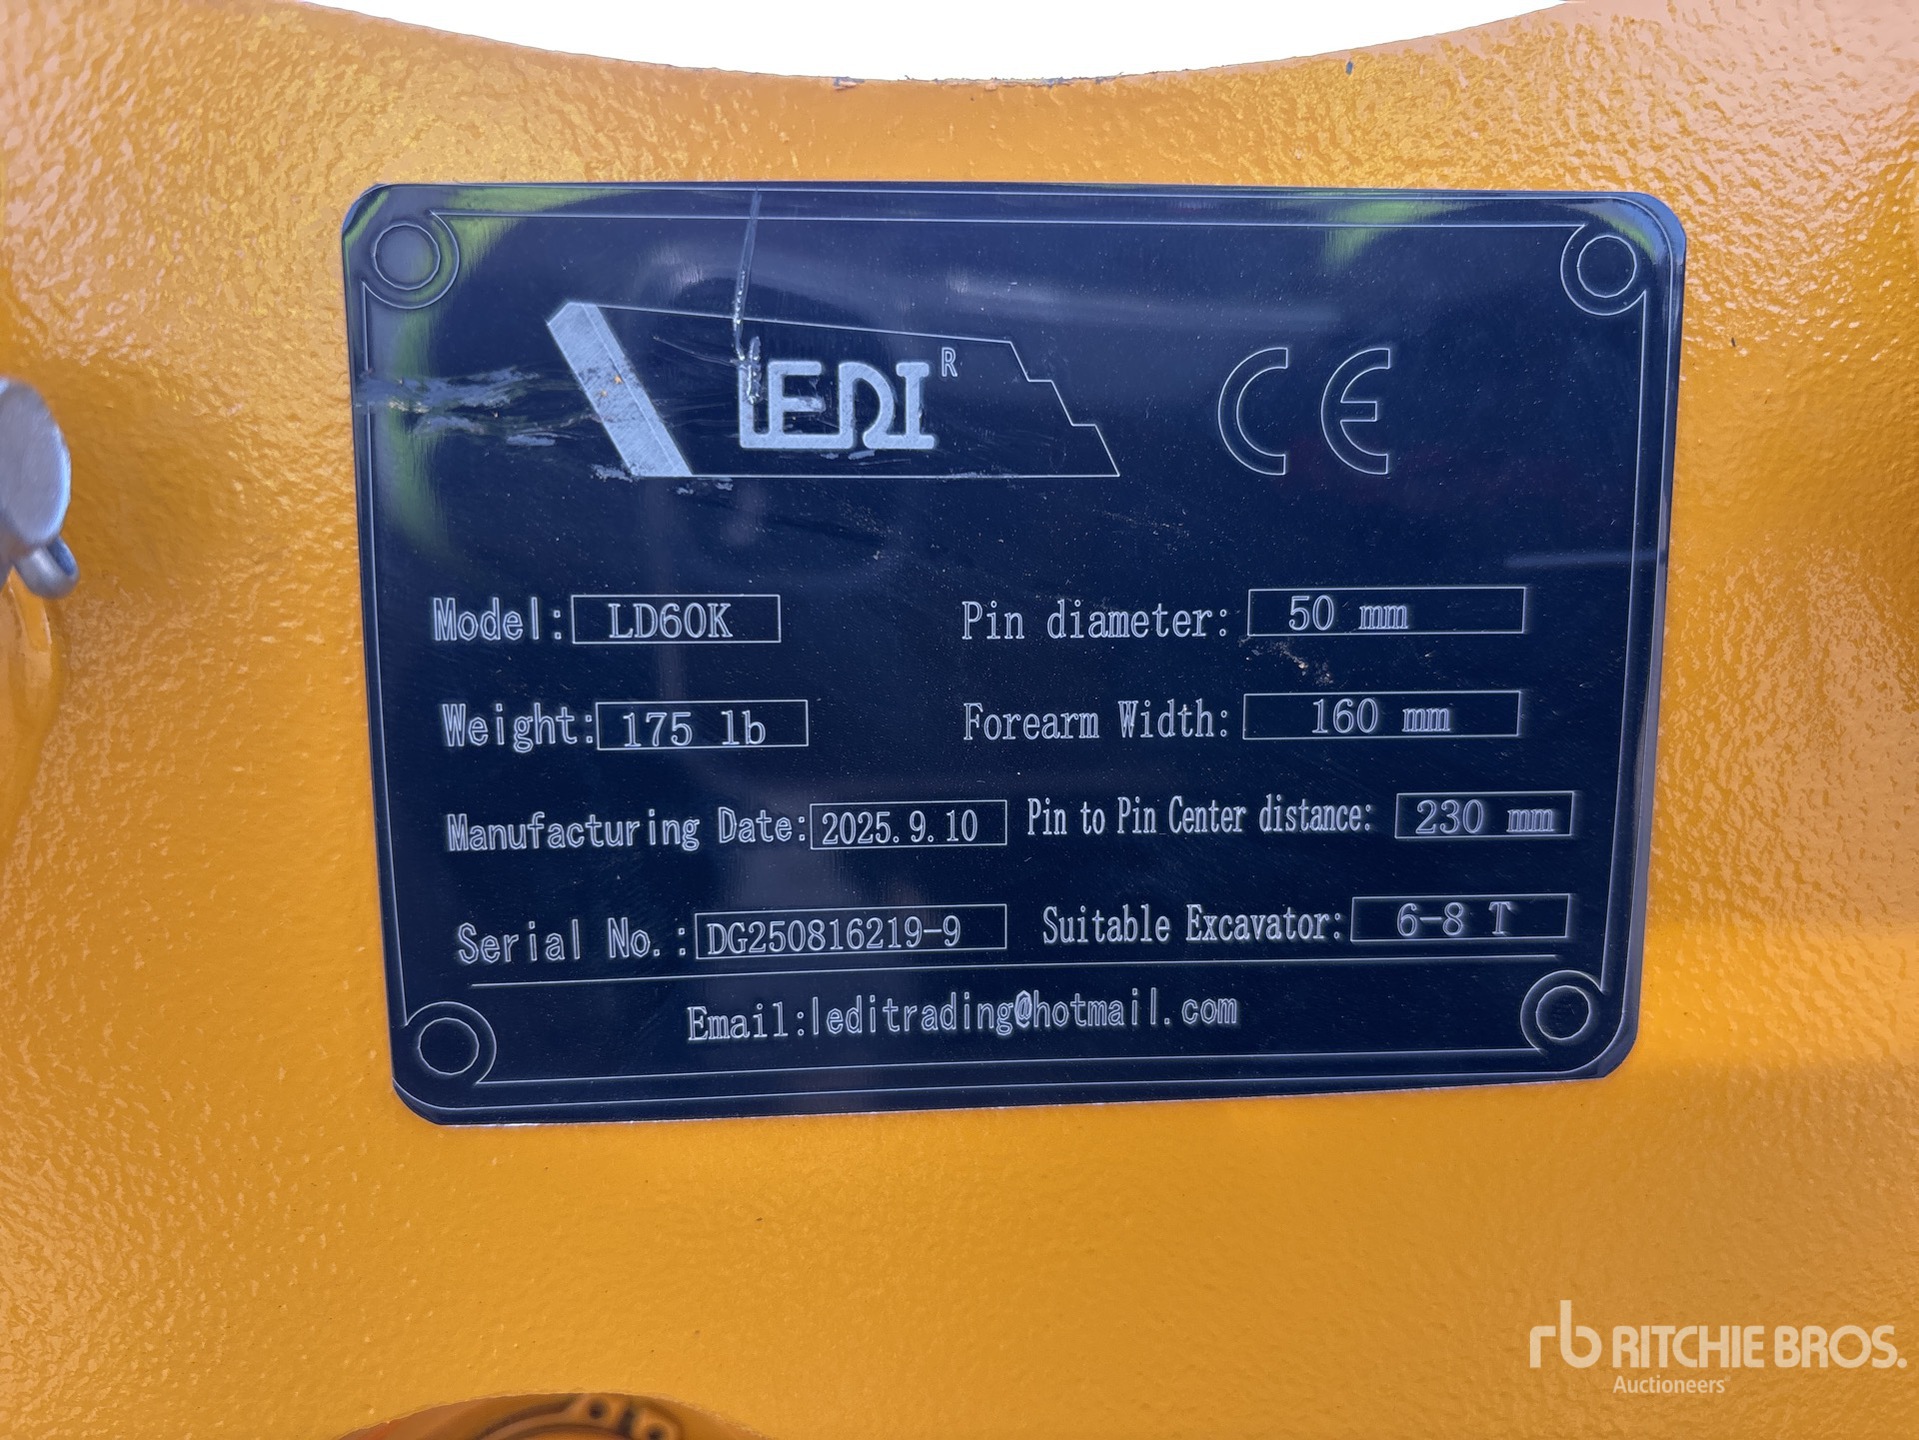 LEDI R
CE
Model: LD60K Pin diameter: 50 mm
Weight: 175 lb Forearm Width: 160 mm
Manufacturing Date: 2025.9.10 Pin to Pin Center distance: 230 mm
Serial No.: DG250816219-9 Suitable Excavator: 6-8 T
Email:leditrading@hotmail.com
rb RITCHIE BROS.
Auctioneers